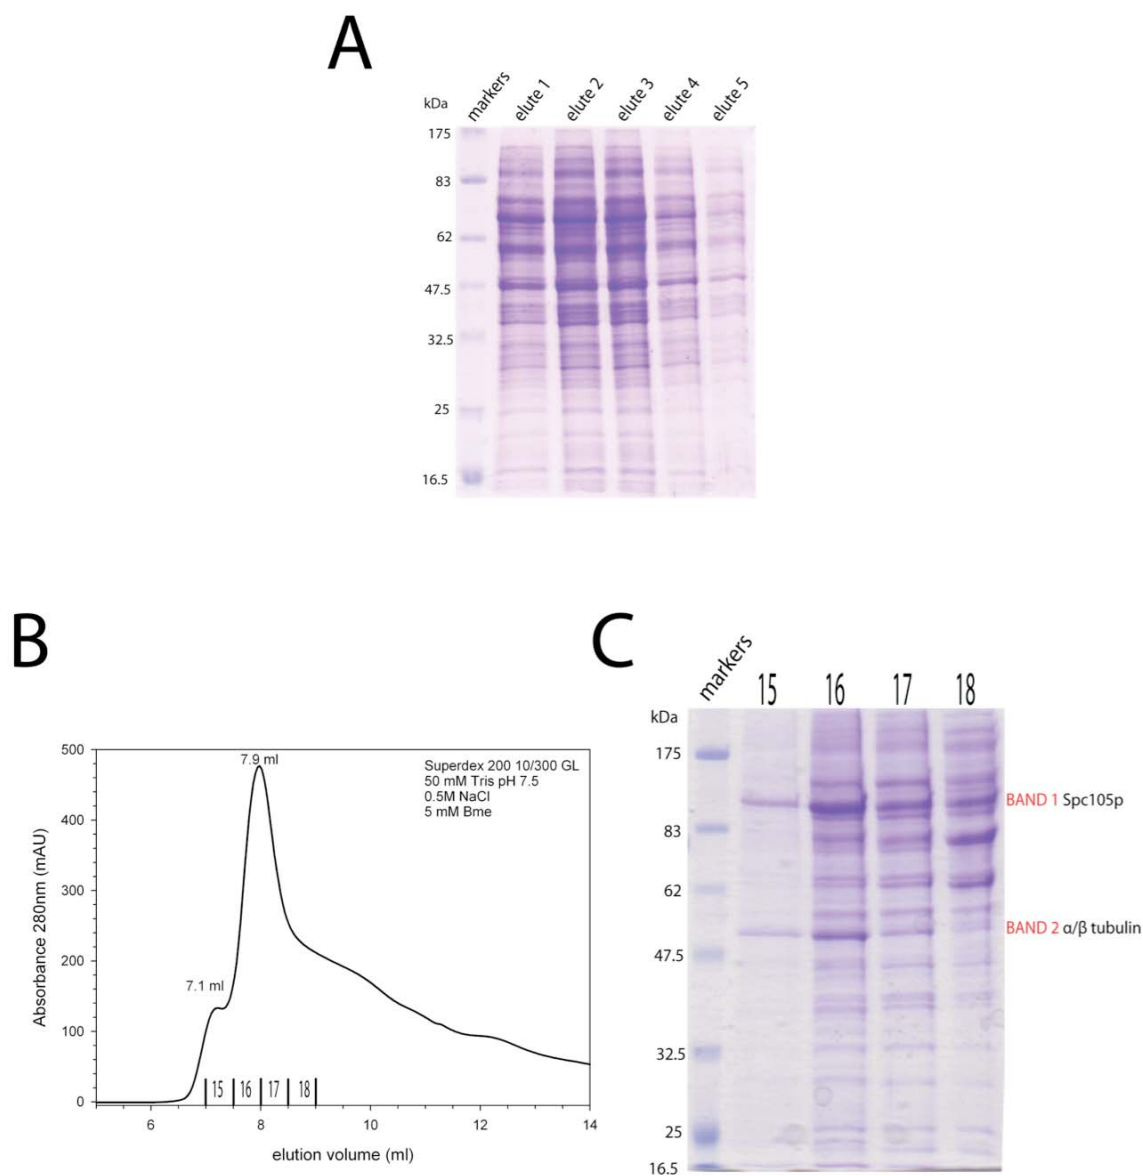 A
kDa
markers
elute 1
elute 2
elute 3
elute 4
elute 5
175
83
62
47.5
32.5
25
16.5
B
500
400
300
200
100
0
Absorbance 280nm (mAU)
7.9 ml
7.1 ml
Superdex 200 10/300 GL
50 mM Tris pH 7.5
0.5M NaCl
5 mM Bme
15 16 17 18
6 8 10 12 14
elution volume (ml)
C
markers
15 16 17 18
kDa
175
83
62
47.5
32.5
25
16.5
BAND 1 Spc105p
BAND 2 α/β tubulin